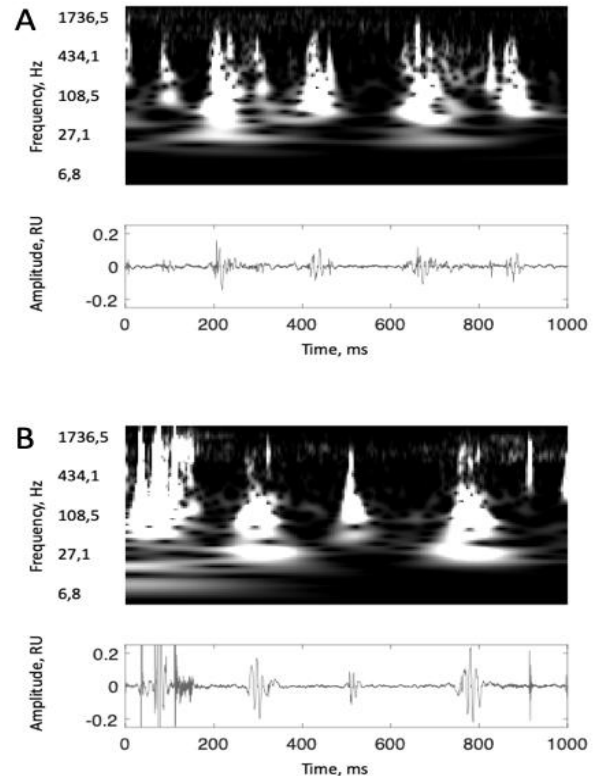 A
1736,5
434,1
108,5
27,1
6,8
Frequency, Hz
0.2
0
-0.2
Amplitude, RU
0 200 400 600 800 1000
Time, ms
B
1736,5
434,1
108,5
27,1
6,8
Frequency, Hz
0.2
0
-0.2
Amplitude, RU
0 200 400 600 800 1000
Time, ms